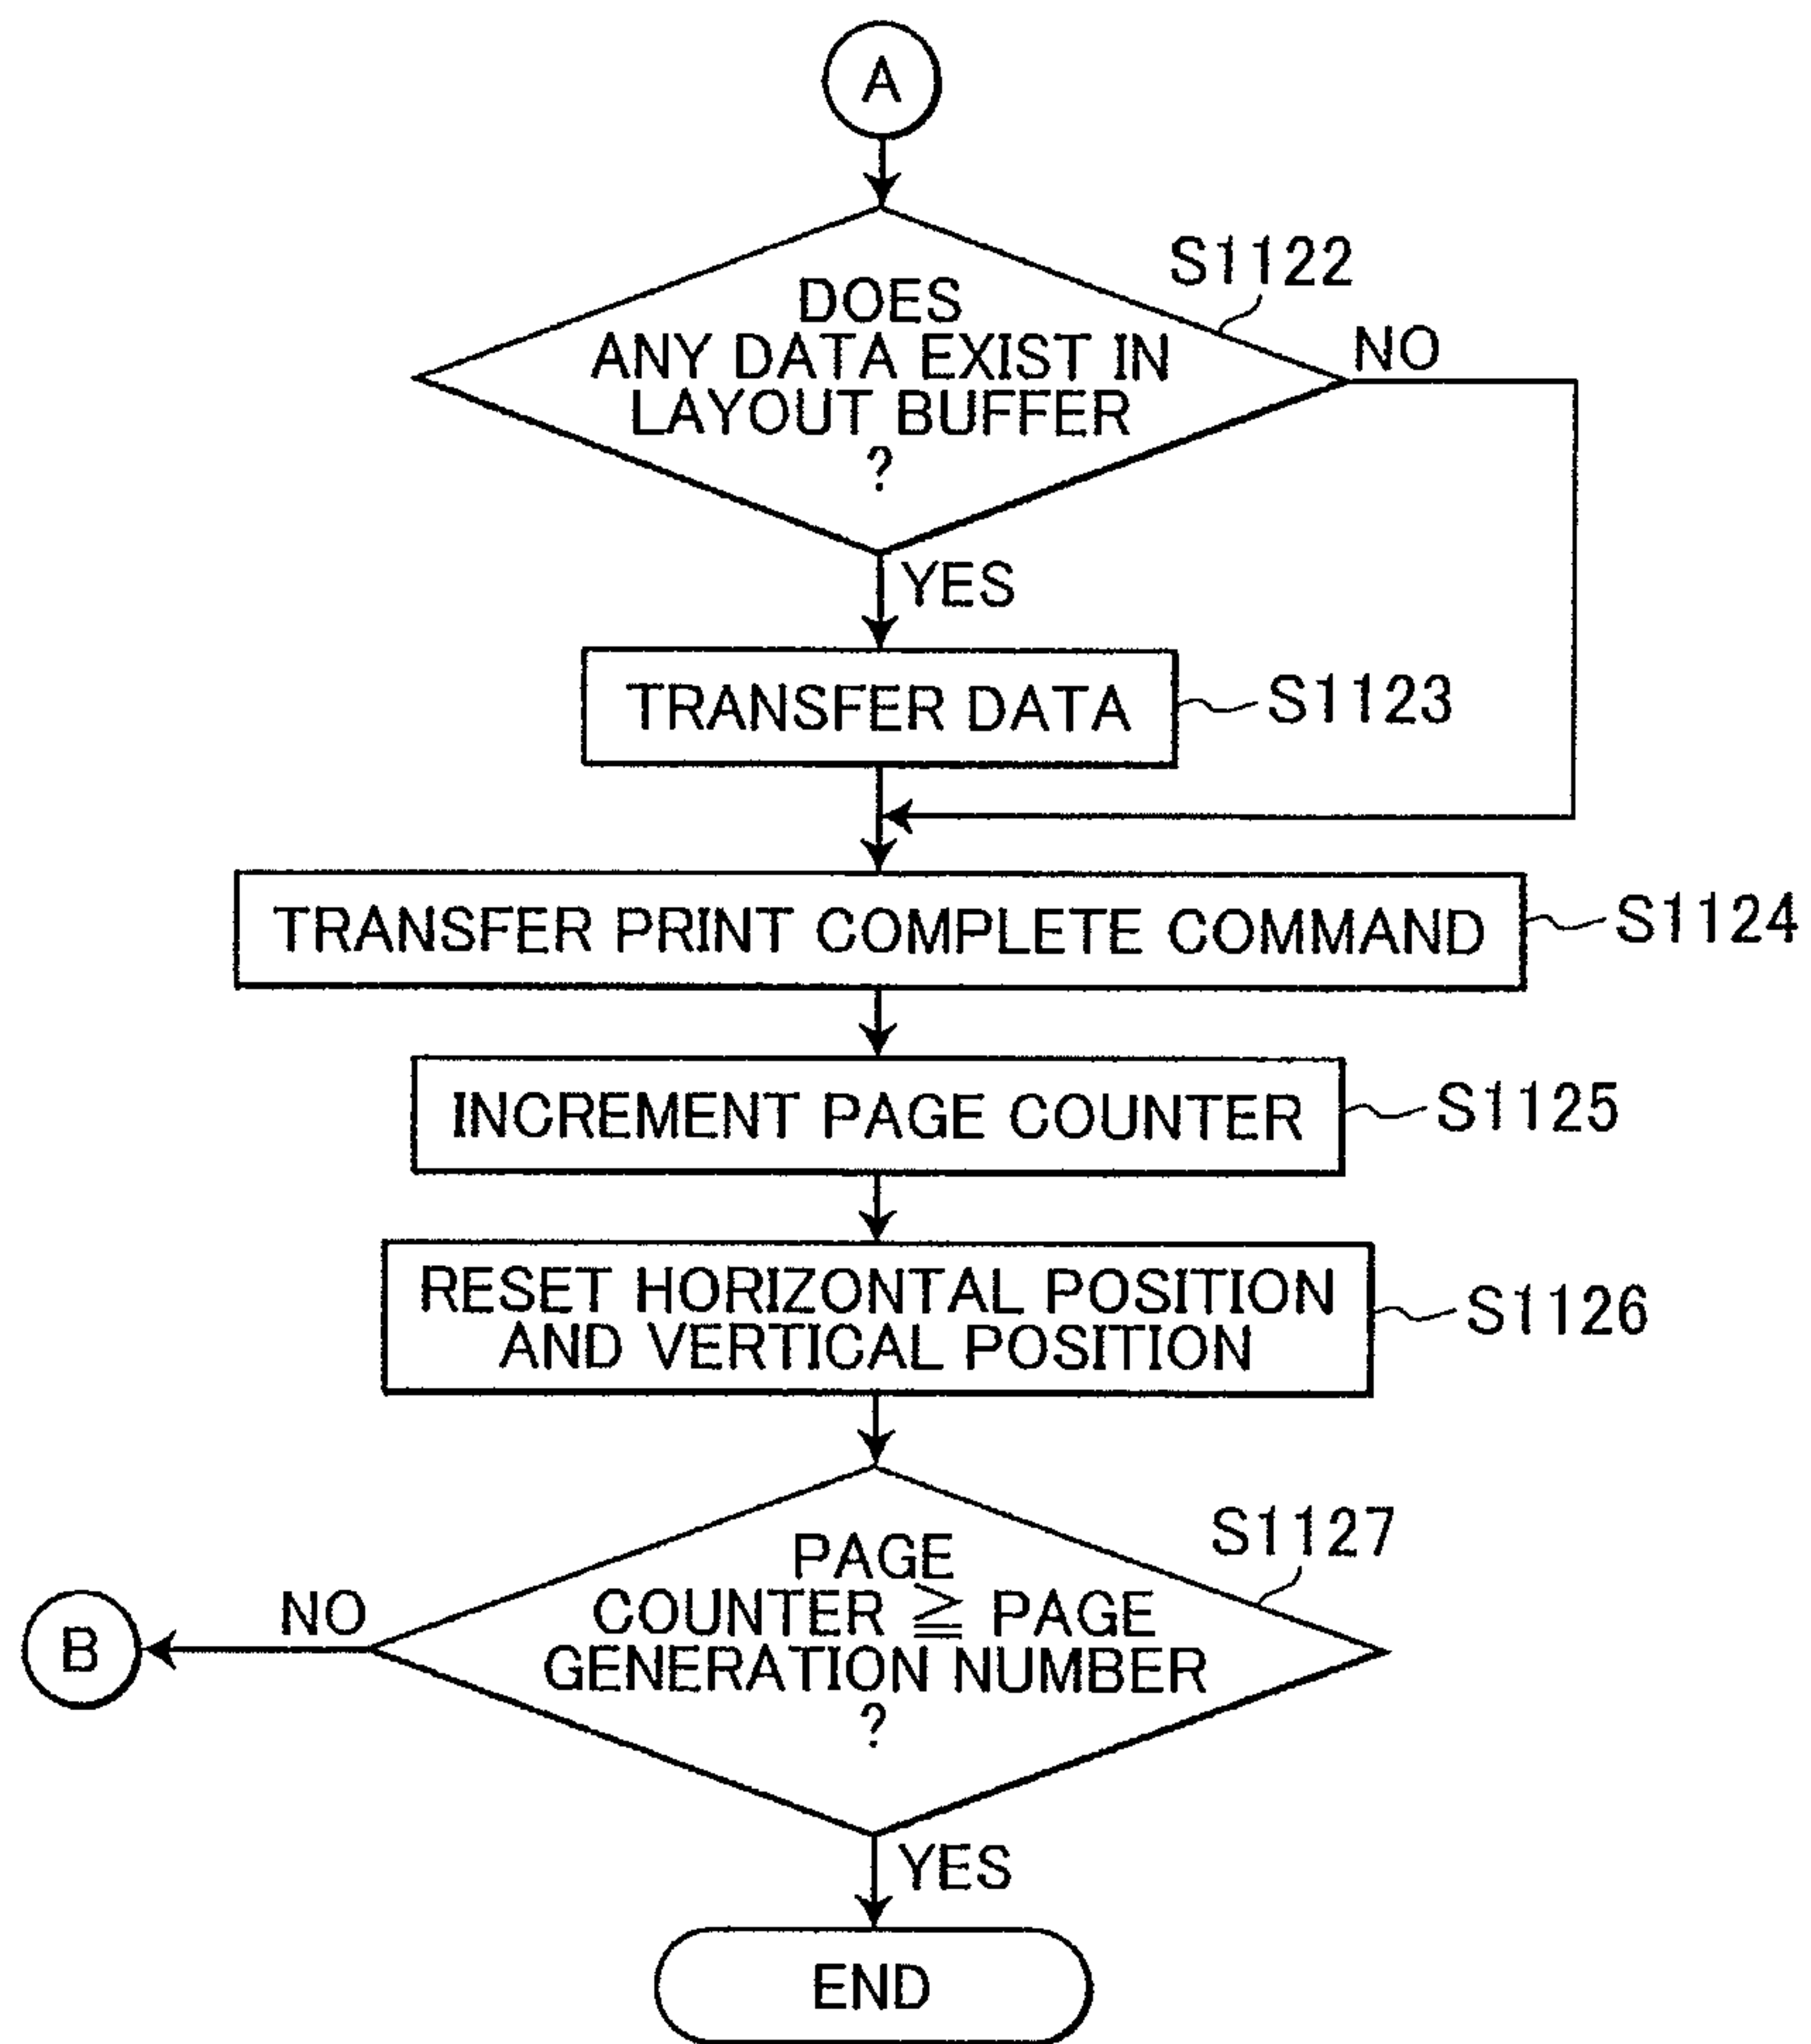 A
S1122
DOES
ANY DATA EXIST IN
LAYOUT BUFFER
?
NO
YES
TRANSFER DATA
S1123
TRANSFER PRINT COMPLETE COMMAND
S1124
INCREMENT PAGE COUNTER
S1125
RESET HORIZONTAL POSITION
AND VERTICAL POSITION
S1126
S1127
PAGE
COUNTER ≧ PAGE
GENERATION NUMBER
?
NO
B
YES
END